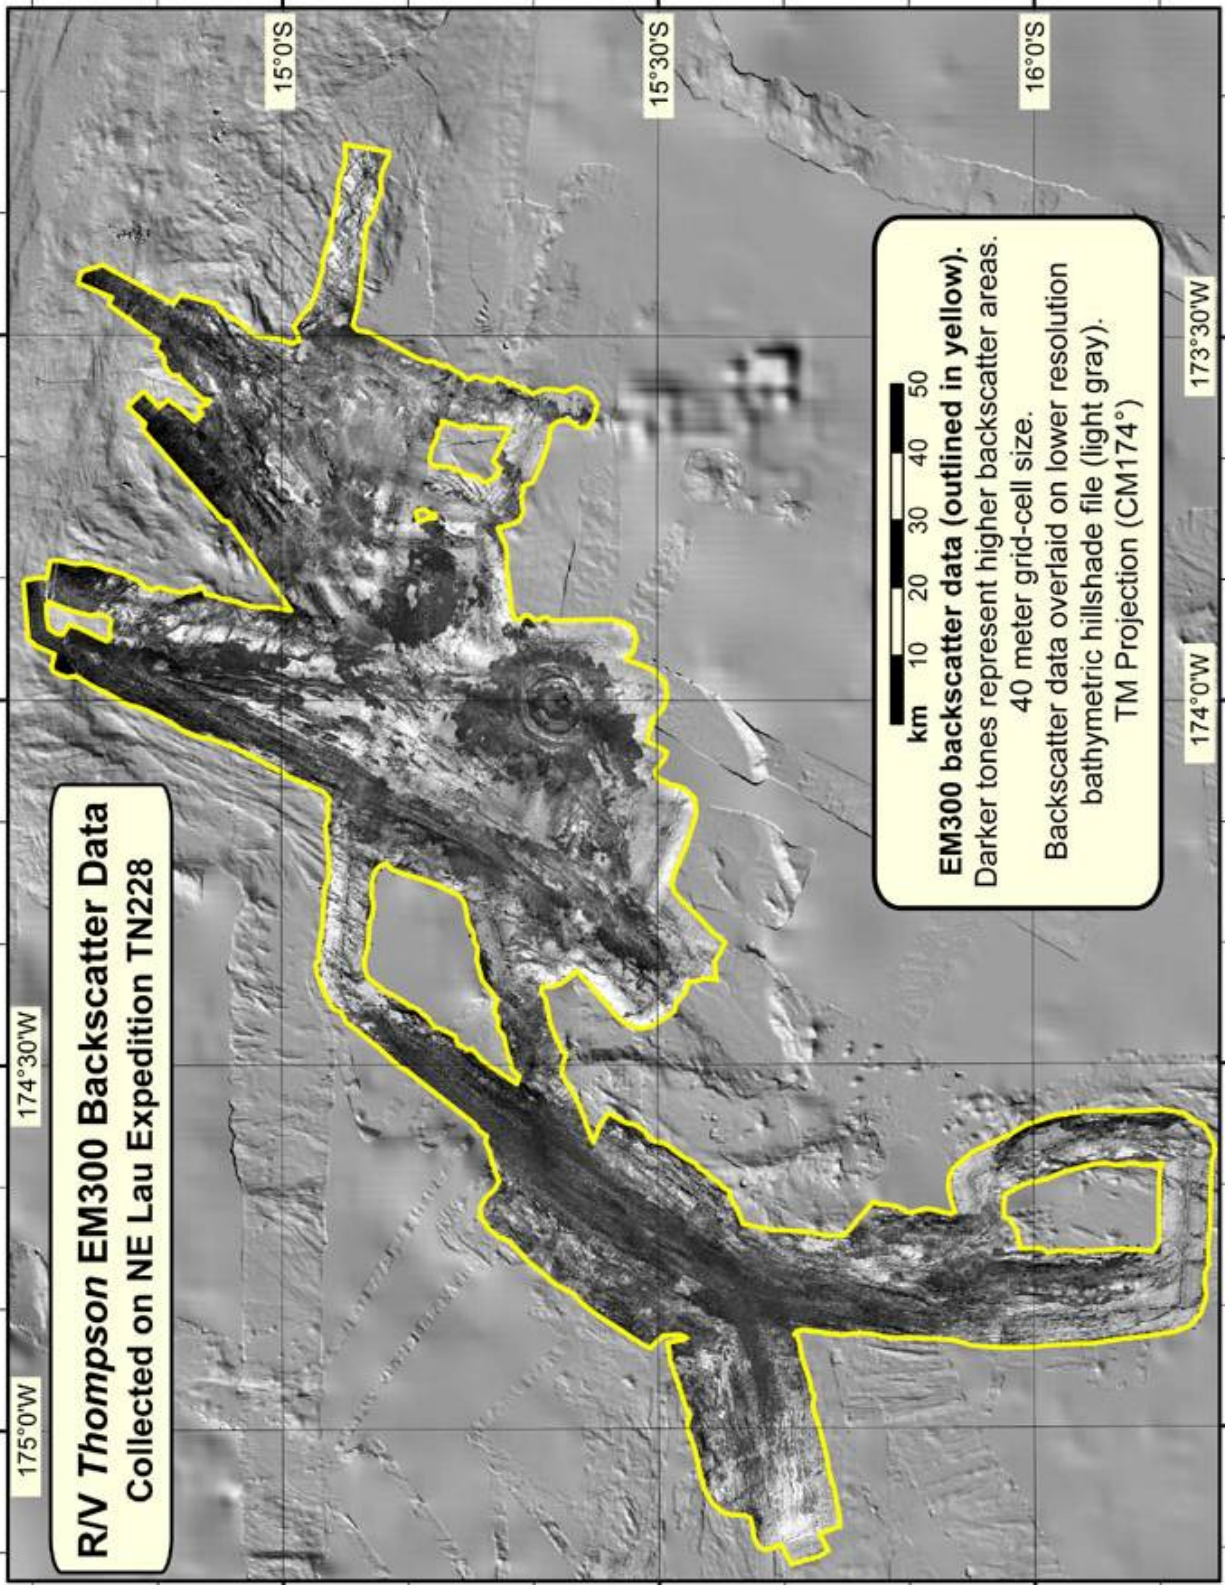 R/V Thompson EM300 Backscatter Data
Collected on NE Lau Expedition TN228
175°0'W
174°30'W
15°0'S
15°30'S
16°0'S
km 10 20 30 40 50
EM300 backscatter data (outlined in yellow).
Darker tones represent higher backscatter areas.
40 meter grid-cell size.
Backscatter data overlaid on lower resolution
bathymetric hillshade file (light gray).
TM Projection (CM174°)
174°0'W
173°30'W